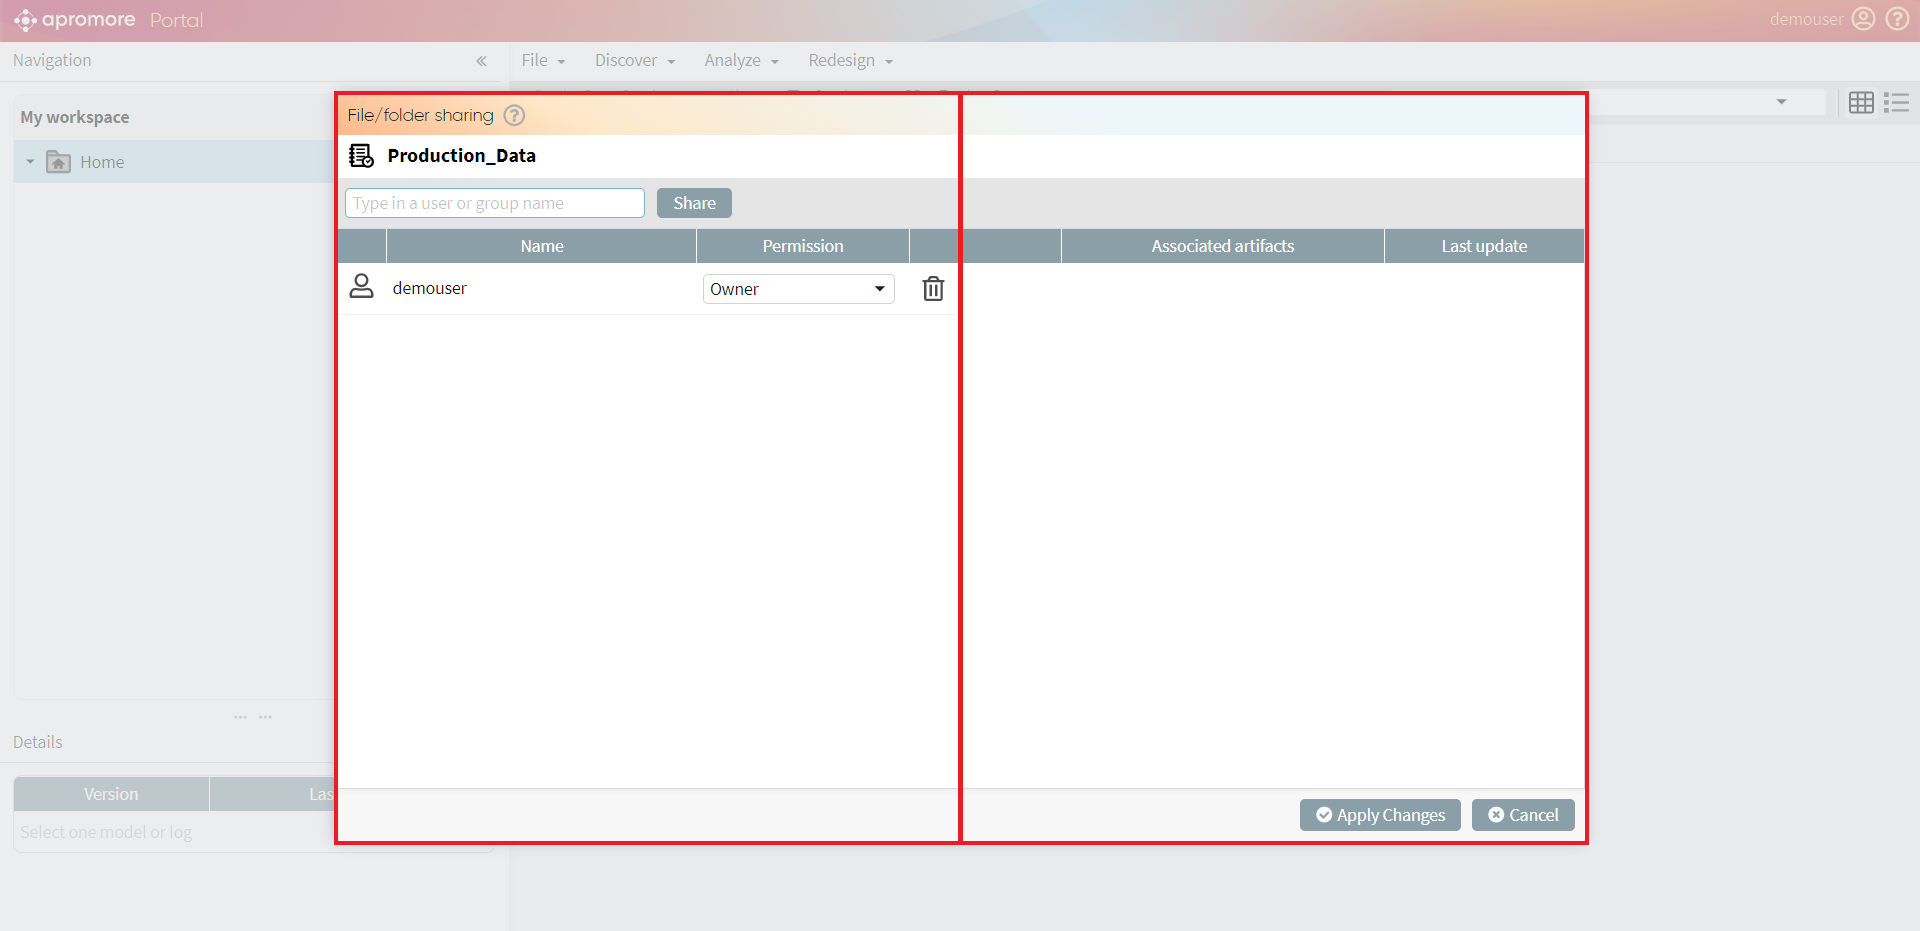 apromore Portal
demouser
Navigation
File
Discover
Analyze
Redesign
My workspace
Home
File/folder sharing
Production_Data
Type in a user or group name
Share
Name
Permission
Associated artifacts
Last update
demouser
Owner
Details
Version
Las
Select one model or log
Apply Changes
Cancel